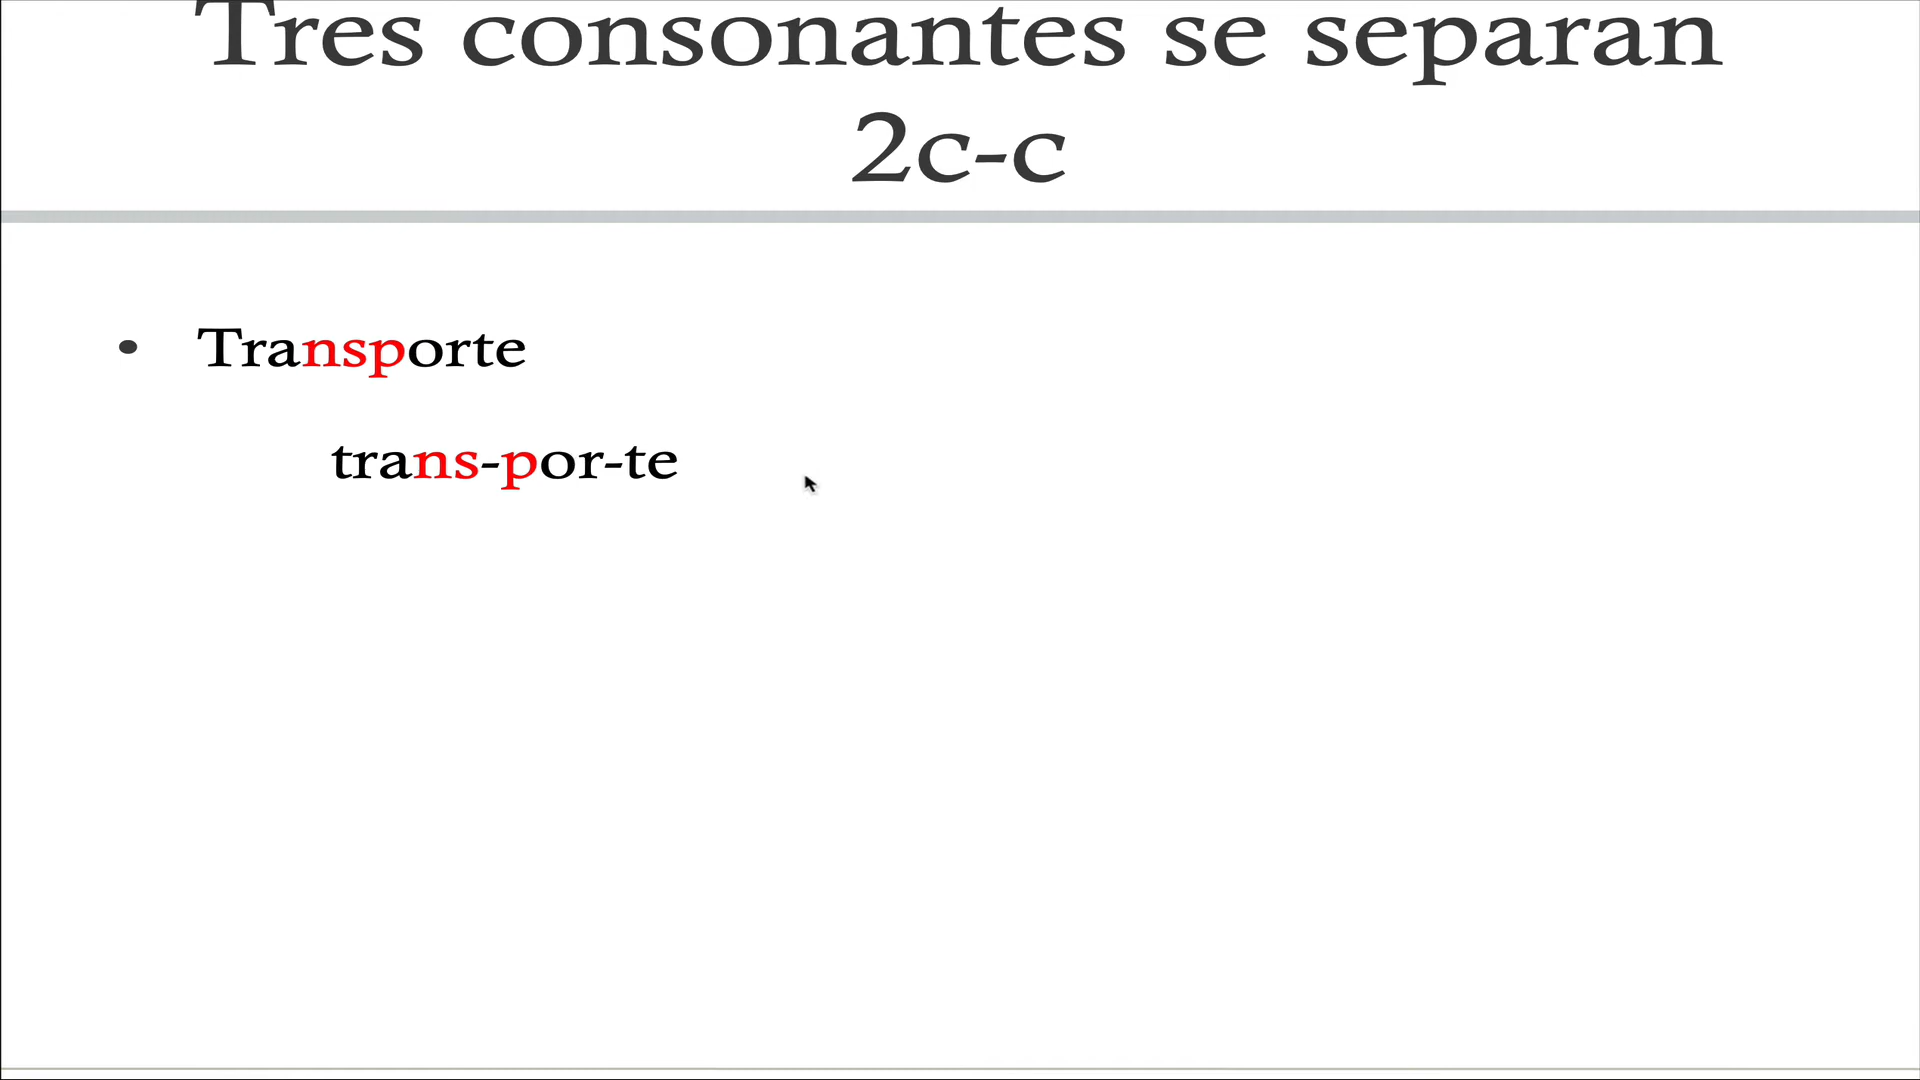 Tres consonantes se separan
2c-c
• Transporte
trans-por-te